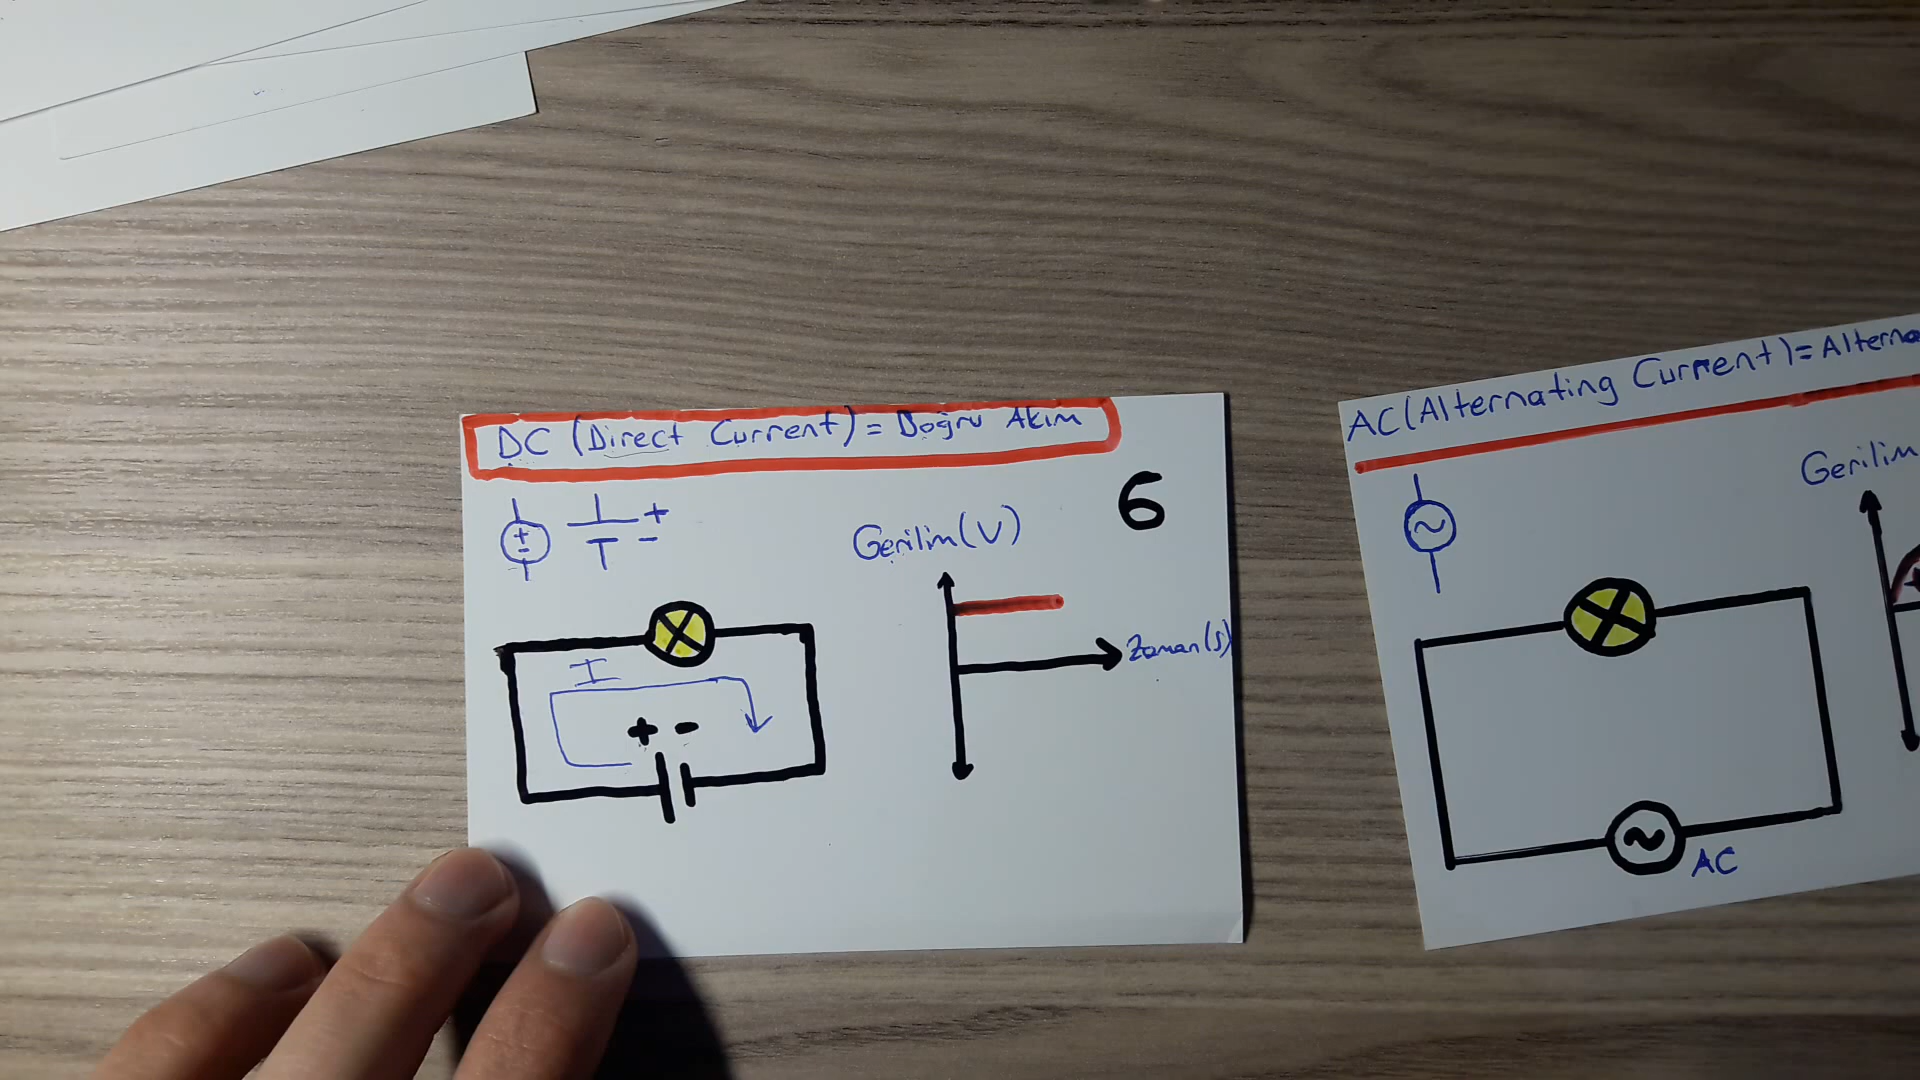 DC (Direct Current) = Doğru Akım
6
+
-
+
-
Gerilim(V)
Zaman(s)
I
+ -
AC(Alternating Current)=Alterna
Gerilim
AC